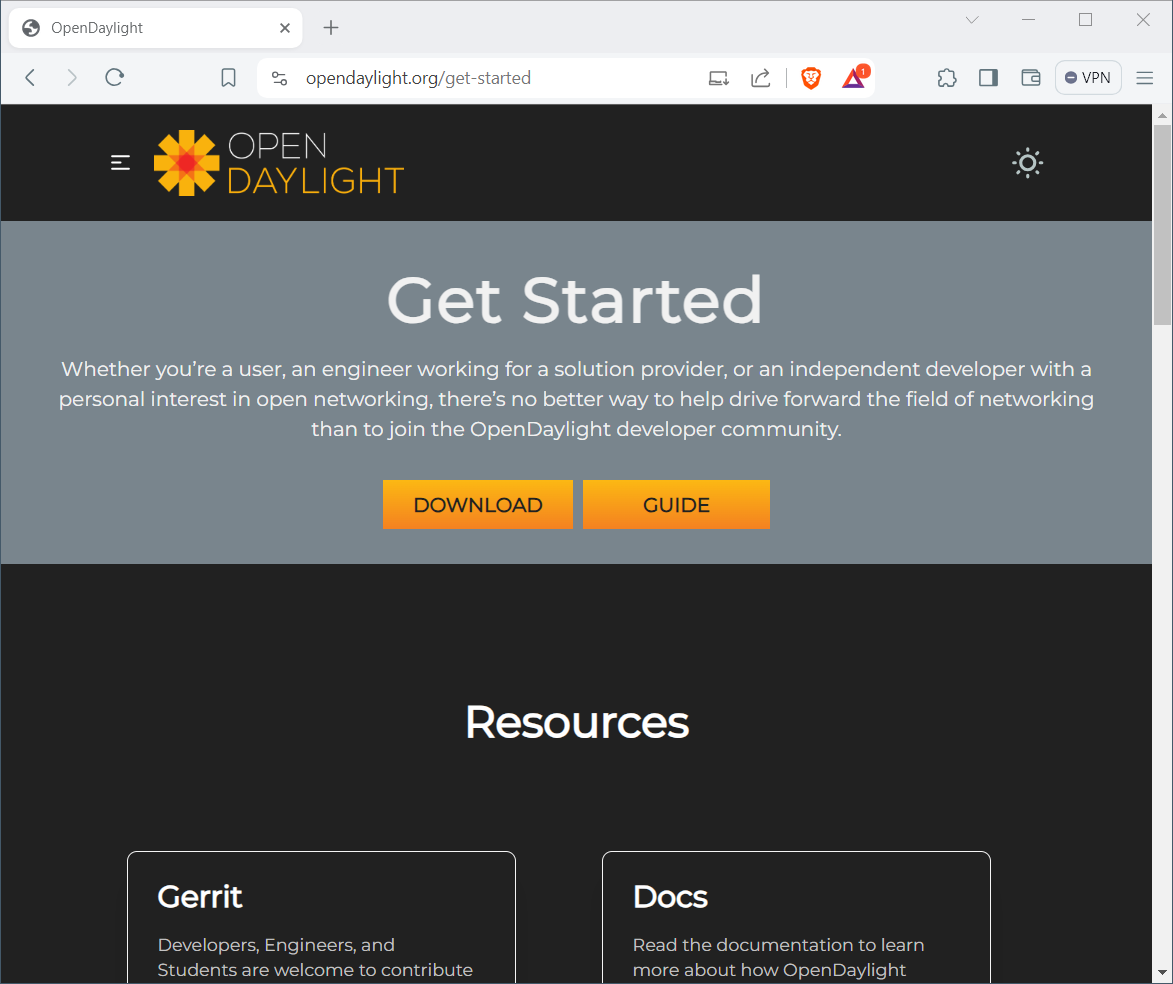 OpenDaylight
opendaylight.org/get-started
1
VPN
OPEN
DAYLIGHT
Get Started
Whether you’re a user, an engineer working for a solution provider, or an independent developer with a
personal interest in open networking, there’s no better way to help drive forward the field of networking
than to join the OpenDaylight developer community.
DOWNLOAD
GUIDE
Resources
Gerrit
Developers, Engineers, and
Students are welcome to contribute
Docs
Read the documentation to learn
more about how OpenDaylight